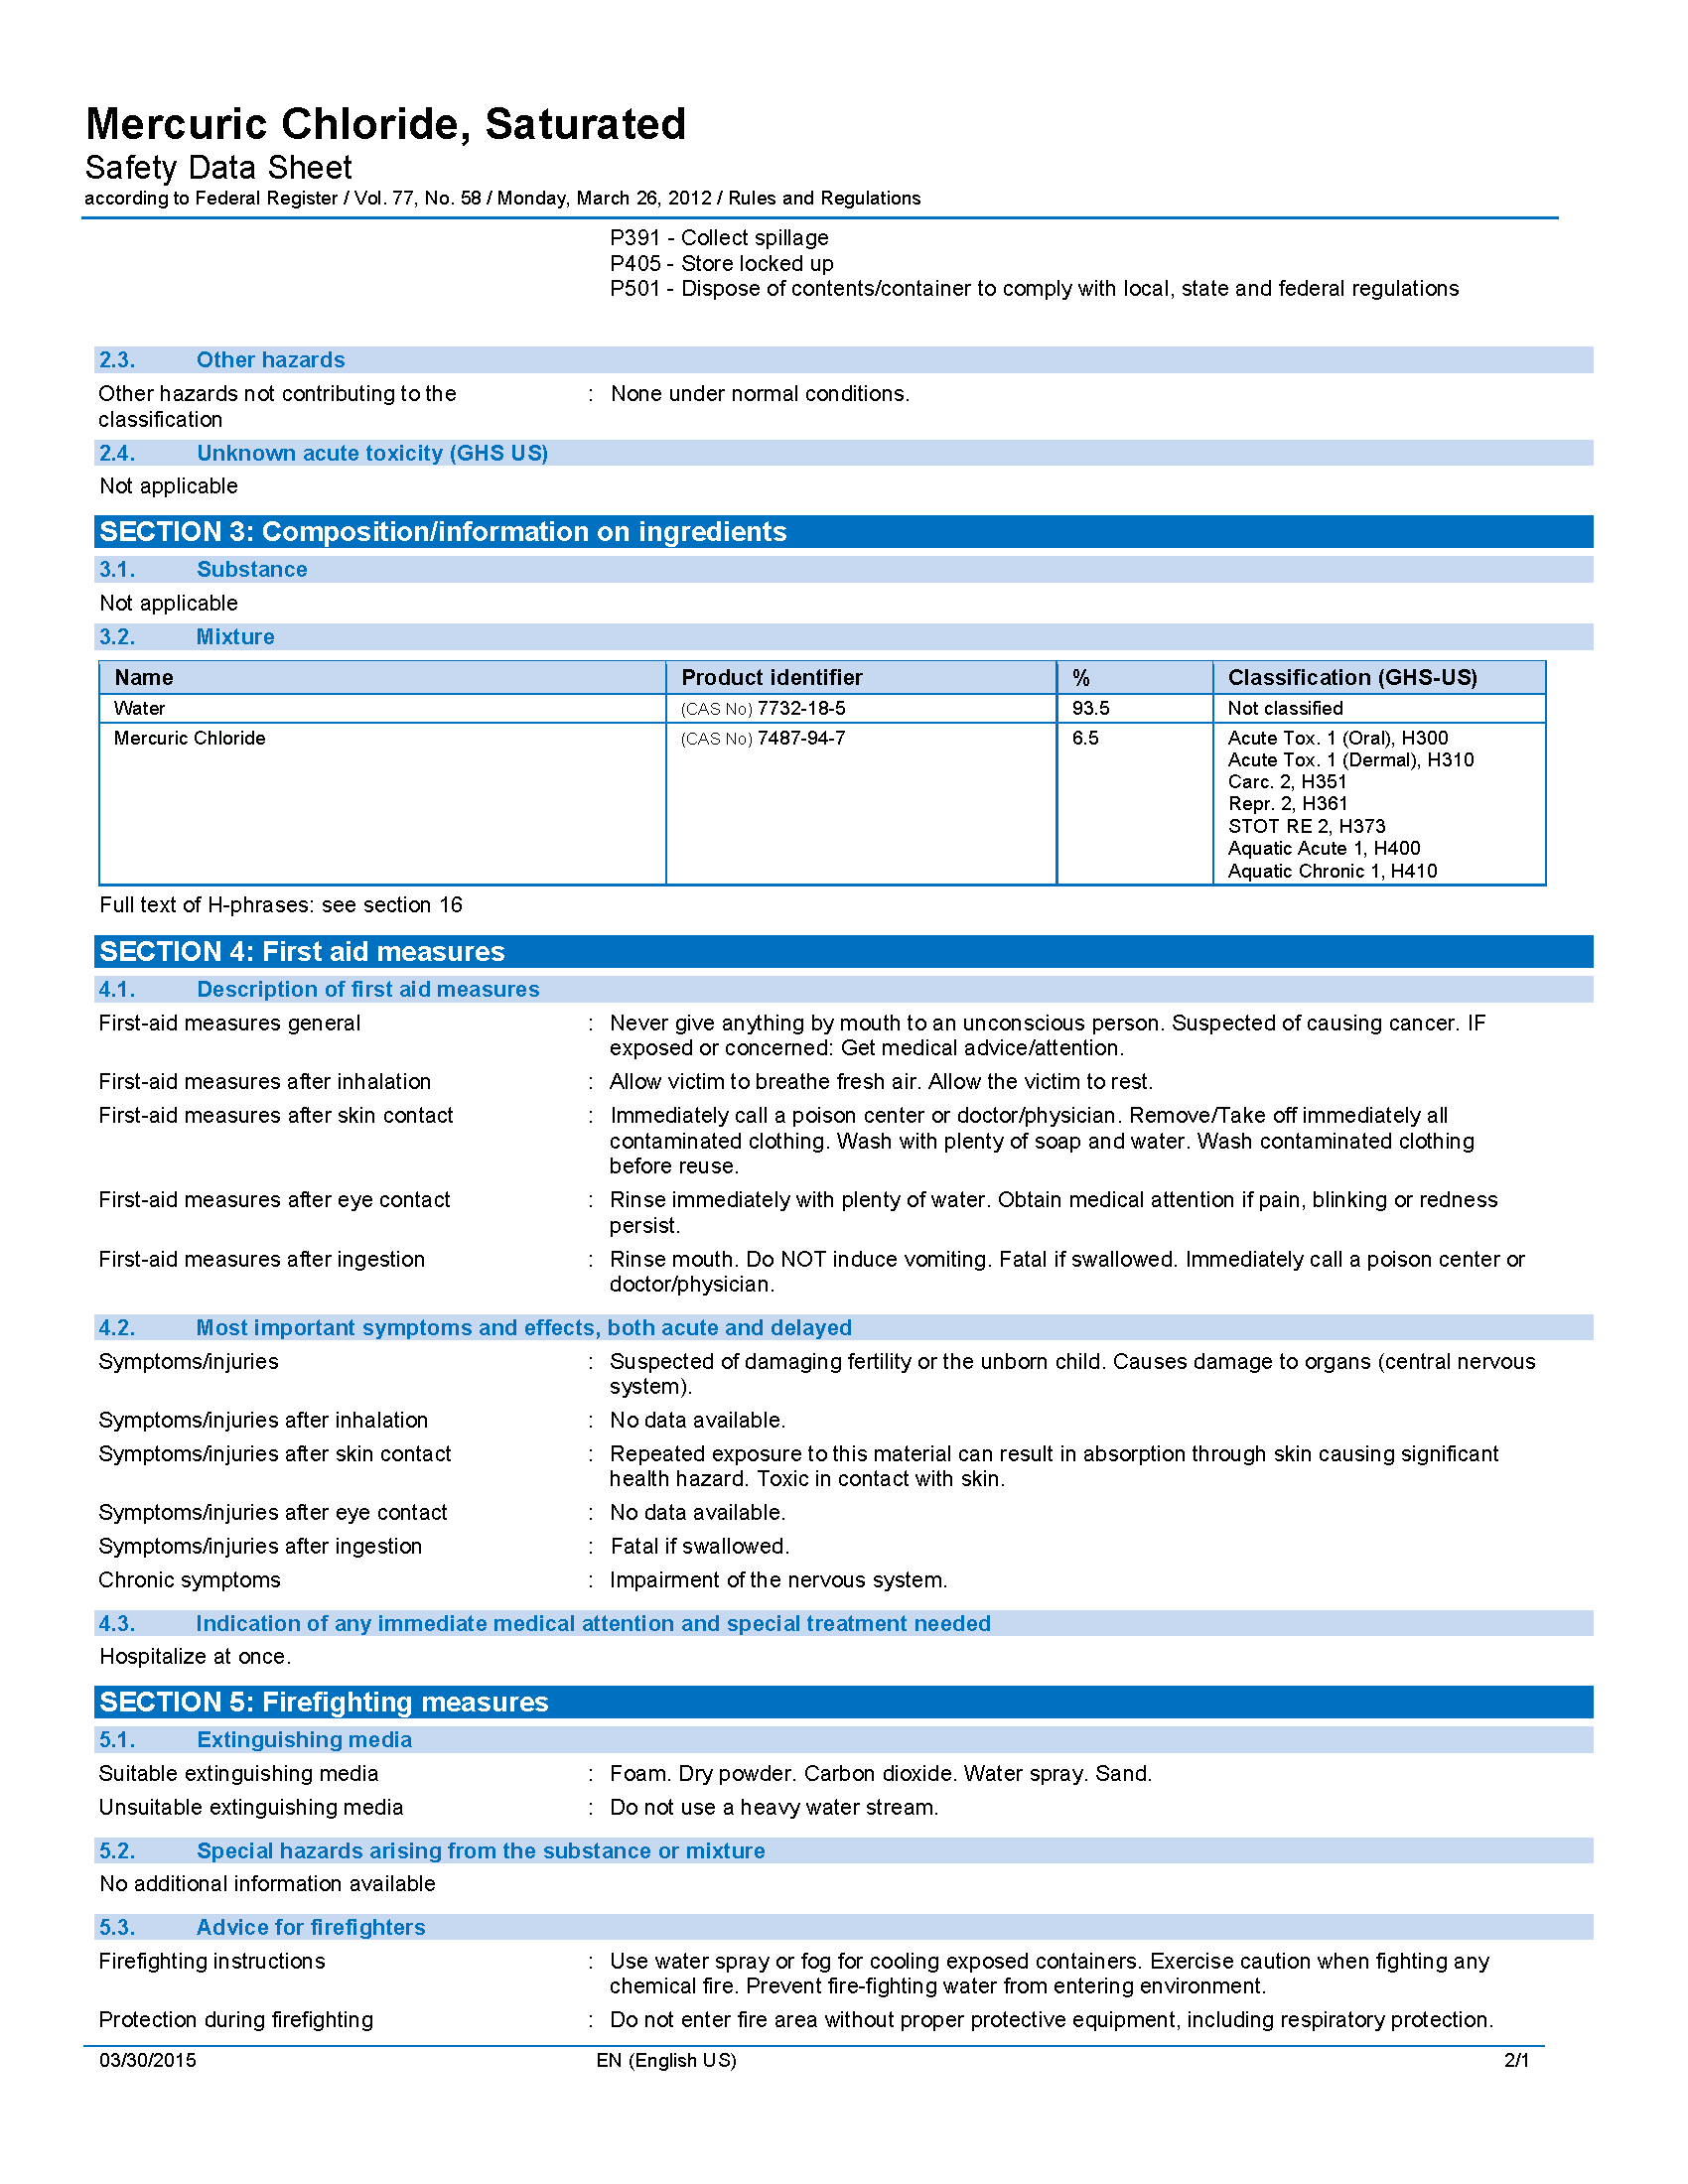 Mercuric Chloride, Saturated
Safety Data Sheet
according to Federal Register / Vol. 77, No. 58 / Monday, March 26, 2012 / Rules and Regulations
P391 - Collect spillage
P405 - Store locked up
P501 - Dispose of contents/container to comply with local, state and federal regulations
2.3. Other hazards
Other hazards not contributing to the : None under normal conditions.
classification
2.4. Unknown acute toxicity (GHS US)
Not applicable
SECTION 3: Composition/information on ingredients
3.1. Substance
Not applicable
3.2. Mixture
Name Product identifier % Classification (GHS-US)
Water (CAS No) 7732-18-5 93.5 Not classified
Mercuric Chloride (CAS No) 7487-94-7 6.5 Acute Tox. 1 (Oral), H300
Acute Tox. 1 (Dermal), H310
Carc. 2, H351
Repr. 2, H361
STOT RE 2, H373
Aquatic Acute 1, H400
Aquatic Chronic 1, H410
Full text of H-phrases: see section 16
SECTION 4: First aid measures
4.1. Description of first aid measures
First-aid measures general : Never give anything by mouth to an unconscious person. Suspected of causing cancer. IF
exposed or concerned: Get medical advice/attention.
First-aid measures after inhalation : Allow victim to breathe fresh air. Allow the victim to rest.
First-aid measures after skin contact : Immediately call a poison center or doctor/physician. Remove/Take off immediately all
contaminated clothing. Wash with plenty of soap and water. Wash contaminated clothing
before reuse.
First-aid measures after eye contact : Rinse immediately with plenty of water. Obtain medical attention if pain, blinking or redness
persist.
First-aid measures after ingestion : Rinse mouth. Do NOT induce vomiting. Fatal if swallowed. Immediately call a poison center or
doctor/physician.
4.2. Most important symptoms and effects, both acute and delayed
Symptoms/injuries : Suspected of damaging fertility or the unborn child. Causes damage to organs (central nervous
system).
Symptoms/injuries after inhalation : No data available.
Symptoms/injuries after skin contact : Repeated exposure to this material can result in absorption through skin causing significant
health hazard. Toxic in contact with skin.
Symptoms/injuries after eye contact : No data available.
Symptoms/injuries after ingestion : Fatal if swallowed.
Chronic symptoms : Impairment of the nervous system.
4.3. Indication of any immediate medical attention and special treatment needed
Hospitalize at once.
SECTION 5: Firefighting measures
5.1. Extinguishing media
Suitable extinguishing media : Foam. Dry powder. Carbon dioxide. Water spray. Sand.
Unsuitable extinguishing media : Do not use a heavy water stream.
5.2. Special hazards arising from the substance or mixture
No additional information available
5.3. Advice for firefighters
Firefighting instructions : Use water spray or fog for cooling exposed containers. Exercise caution when fighting any
chemical fire. Prevent fire-fighting water from entering environment.
Protection during firefighting : Do not enter fire area without proper protective equipment, including respiratory protection.
03/30/2015 EN (English US) 2/1